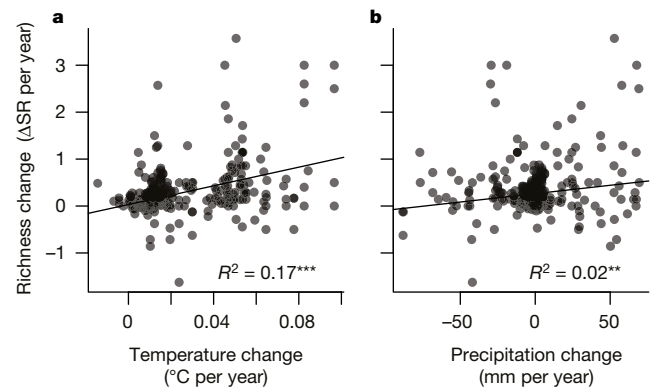 a
b
Richness change (ΔSR per year)
3
2
1
0
−1
R² = 0.17***
R² = 0.02**
0
0.04
0.08
−50
0
50
Temperature change
(°C per year)
Precipitation change
(mm per year)